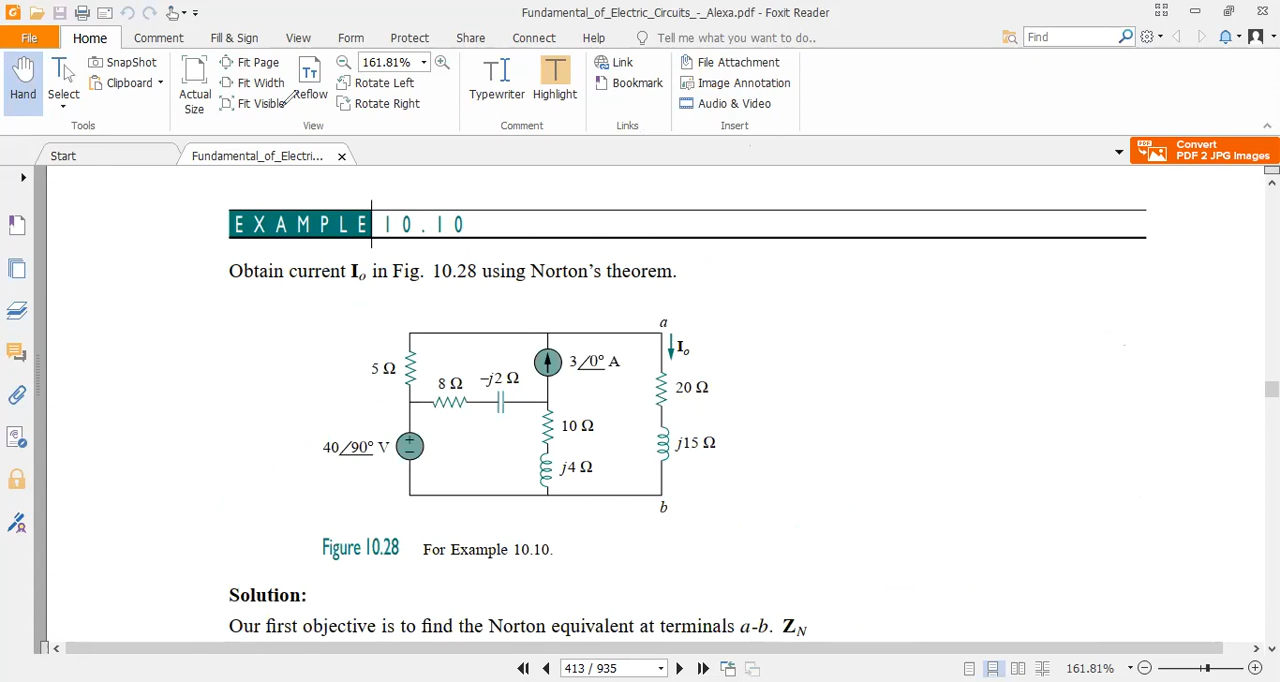 Fundamental_of_Electric_Circuits_-_Alexa.pdf - Foxit Reader
File Home Comment Fill & Sign View Form Protect Share Connect Help Tell me what you want to do.. Find
Hand
Select
SnapShot
Clipboard
Tools
Actual Size
Fit Page
Fit Width
Fit Visible
Reflow
161.81%
Rotate Left
Rotate Right
View
Typewriter
Highlight
Comment
Link
Bookmark
Links
File Attachment
Image Annotation
Audio & Video
Insert
Start
Fundamental_of_Electri...
Convert
PDF 2 JPG Images
EXAMPLE 10.10
Obtain current Iₒ in Fig. 10.28 using Norton's theorem.
a
Iₒ
5 Ω
8 Ω
−j2 Ω
3∠0° A
20 Ω
40∠90° V
+
−
10 Ω
j4 Ω
j15 Ω
b
Figure 10.28 For Example 10.10.
Solution:
Our first objective is to find the Norton equivalent at terminals a-b. Z_N
413 / 935
161.81%